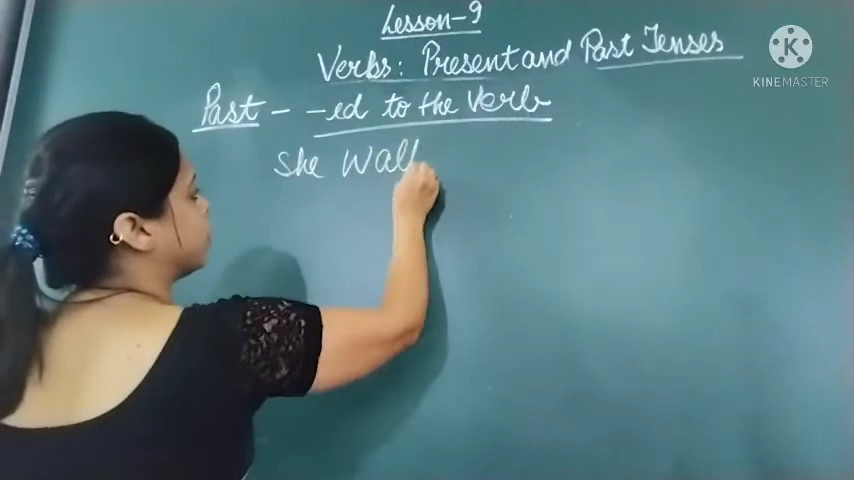 Lesson-9
Verbs: Present and Past Tenses
Past - -ed to the verb
She Wal
K
KINEMASTER